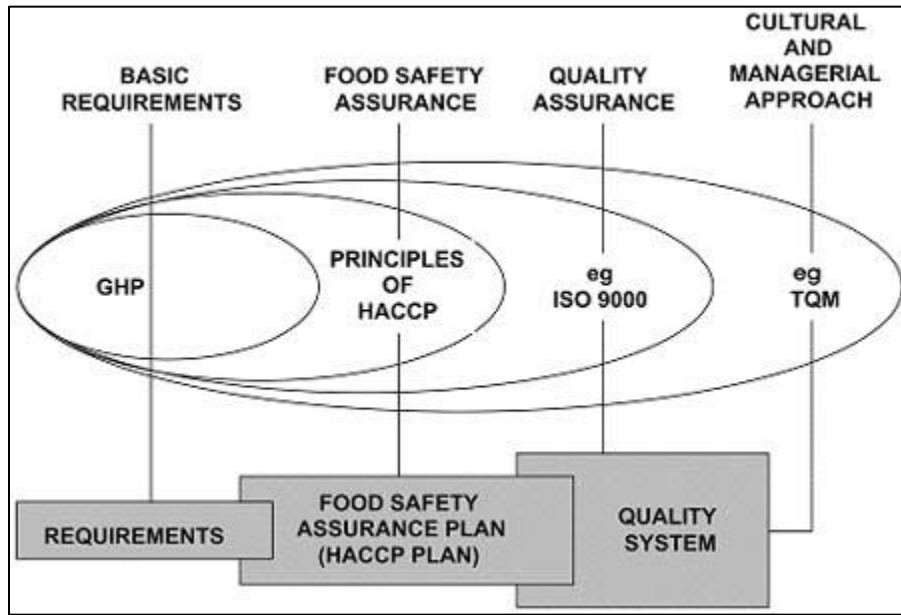 BASIC
REQUIREMENTS
FOOD SAFETY
ASSURANCE
QUALITY
ASSURANCE
CULTURAL
AND
MANAGERIAL
APPROACH
GHP
PRINCIPLES
OF
HACCP
eg
ISO 9000
eg
TQM
REQUIREMENTS
FOOD SAFETY
ASSURANCE PLAN
(HACCP PLAN)
QUALITY
SYSTEM